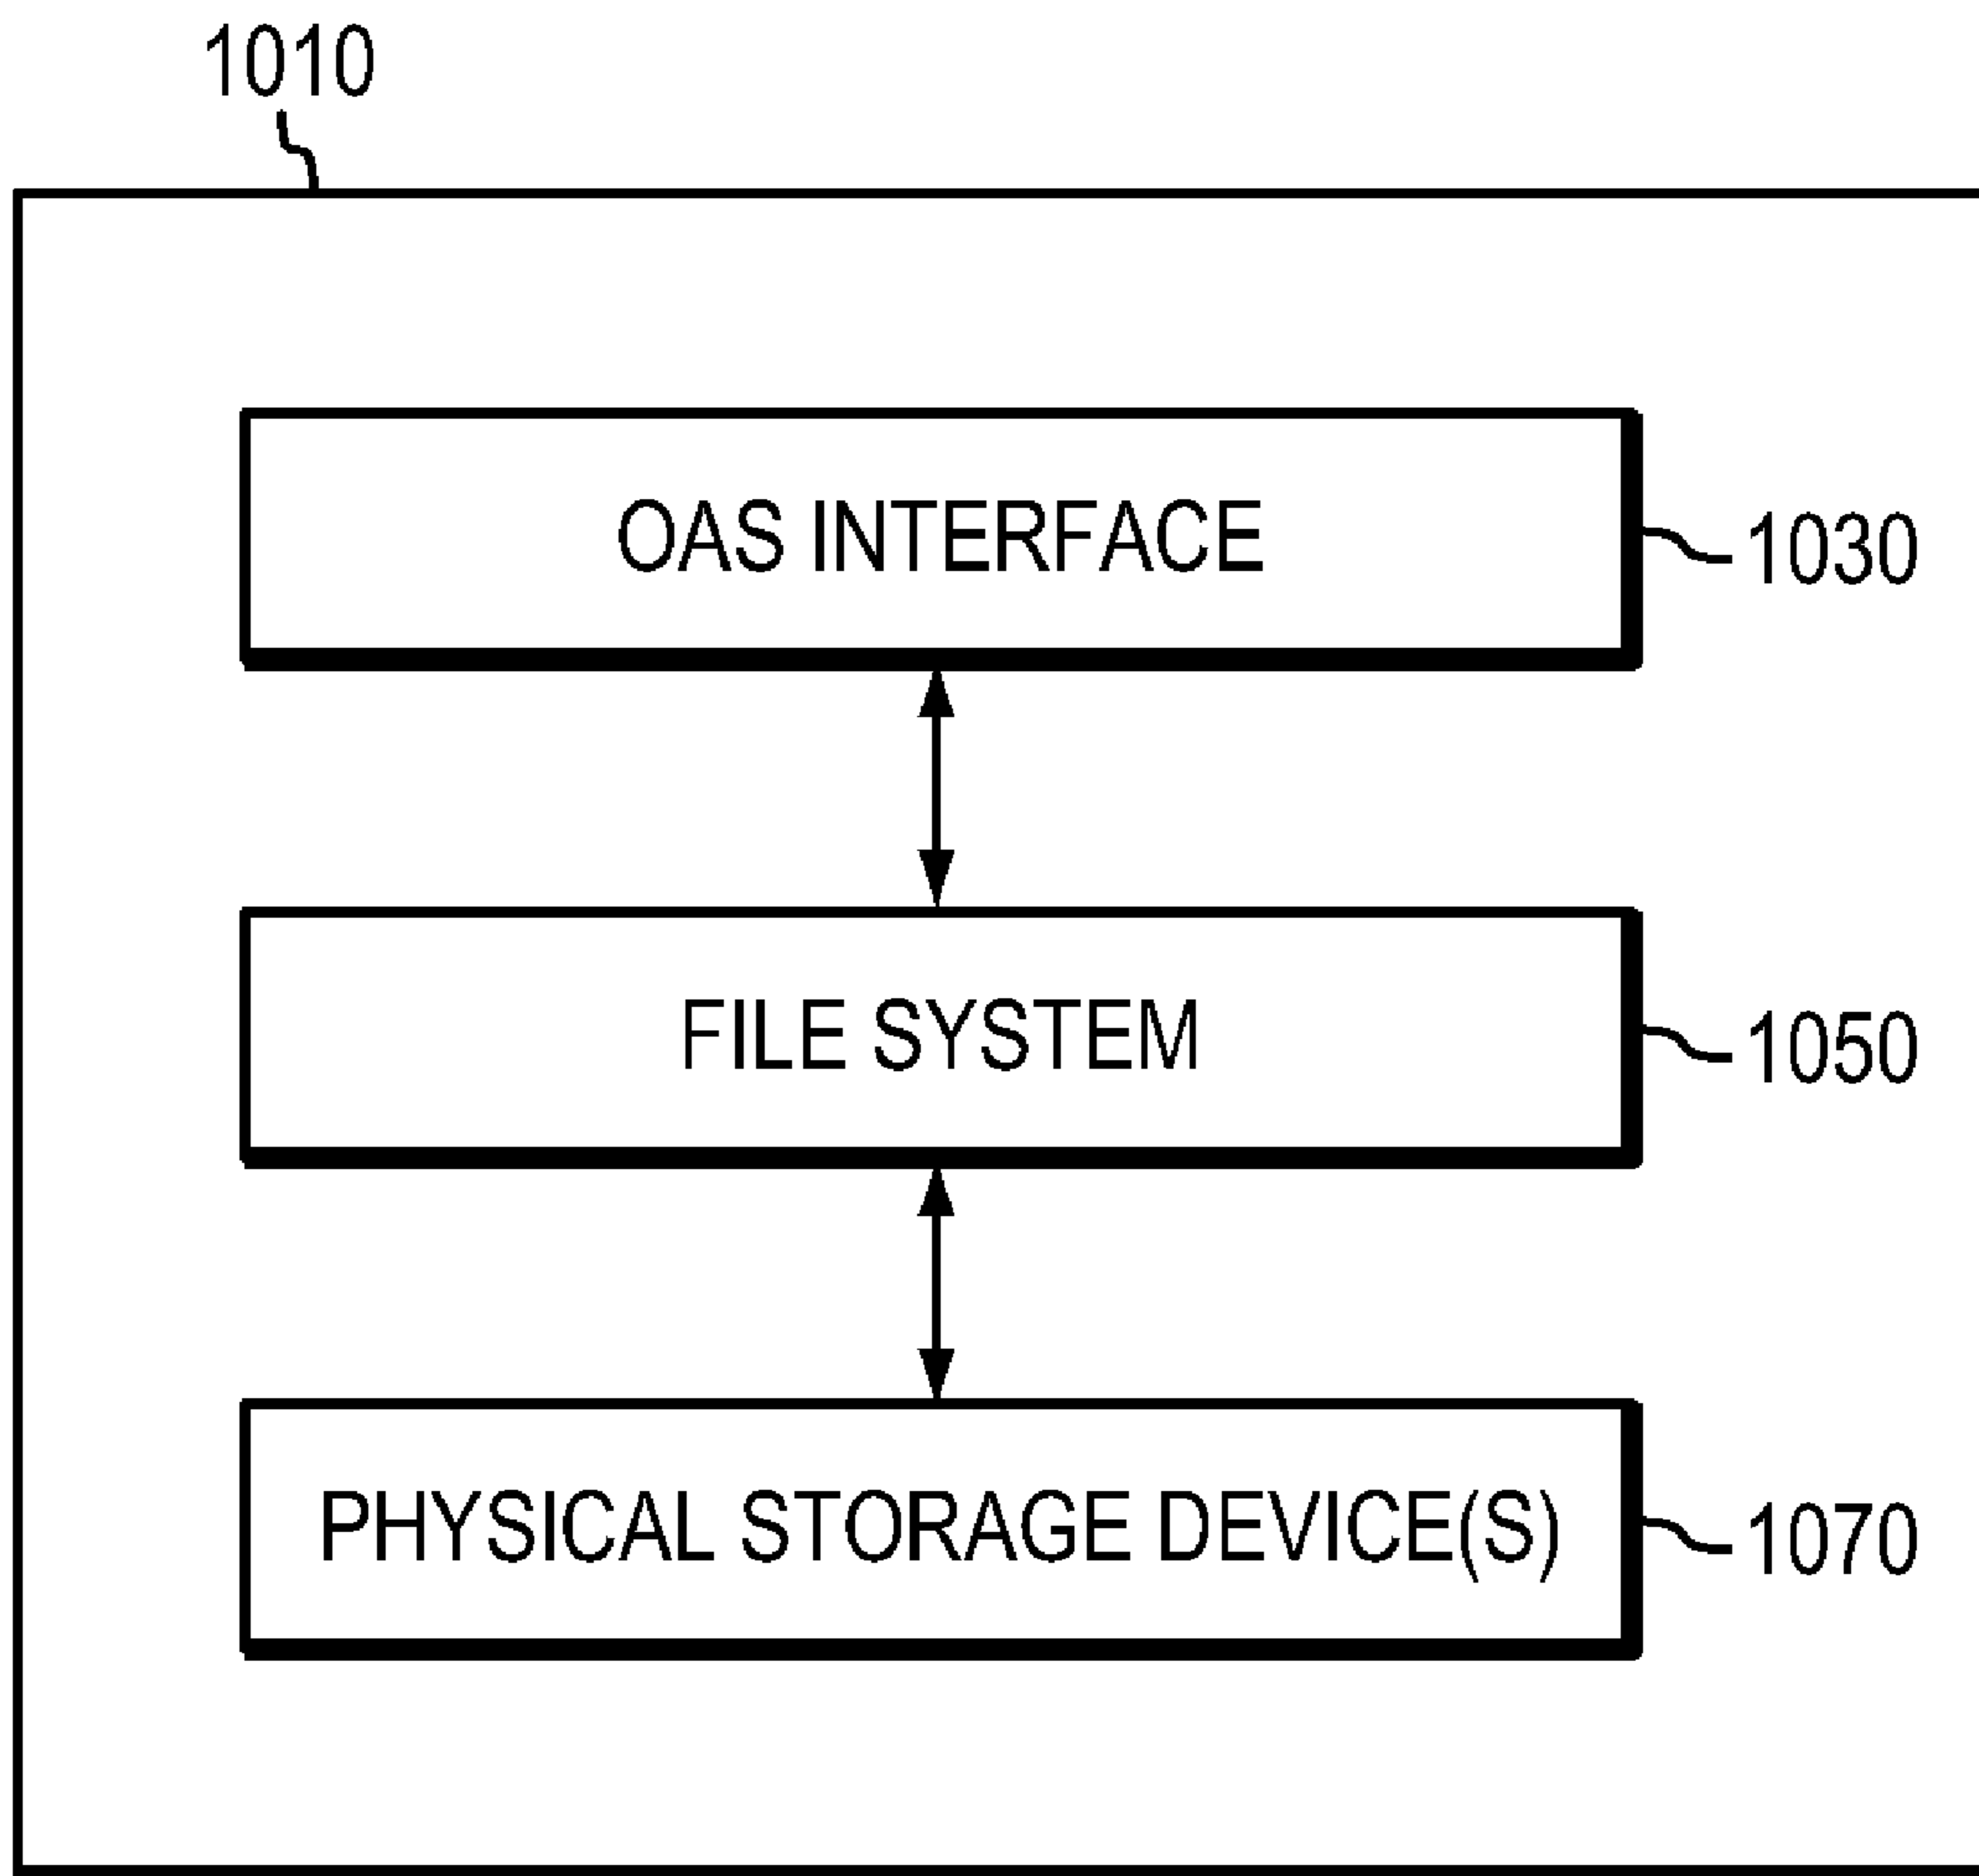 1010
OAS INTERFACE
1030
FILE SYSTEM
1050
PHYSICAL STORAGE DEVICE(S)
1070